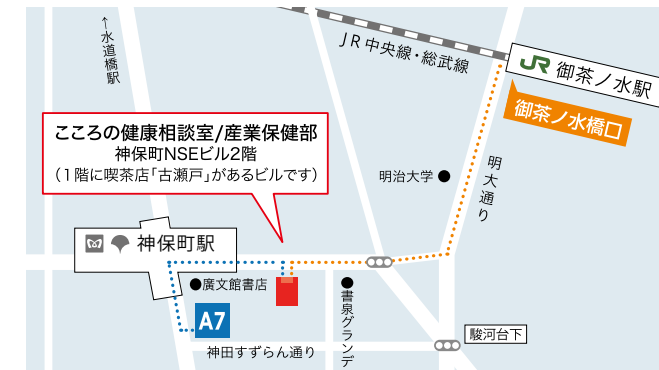 ←水道橋駅
JR中央線・総武線
JR 御茶ノ水駅
御茶ノ水橋口
こころの健康相談室/産業保健部
神保町NSEビル2階
（1階に喫茶店「古瀬戸」があるビルです）
明治大学
明大通り
神保町駅
廣文館書店
A7
書泉グランデ
神田すずらん通り
駿河台下